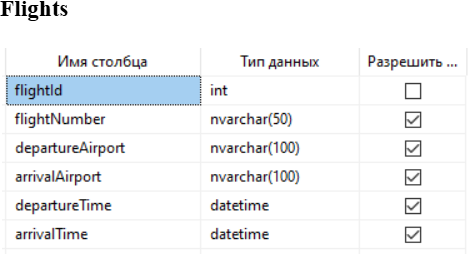 Flights
Имя столбца Тип данных Разрешить ...
flightId int
flightNumber nvarchar(50)
departureAirport nvarchar(100)
arrivalAirport nvarchar(100)
departureTime datetime
arrivalTime datetime